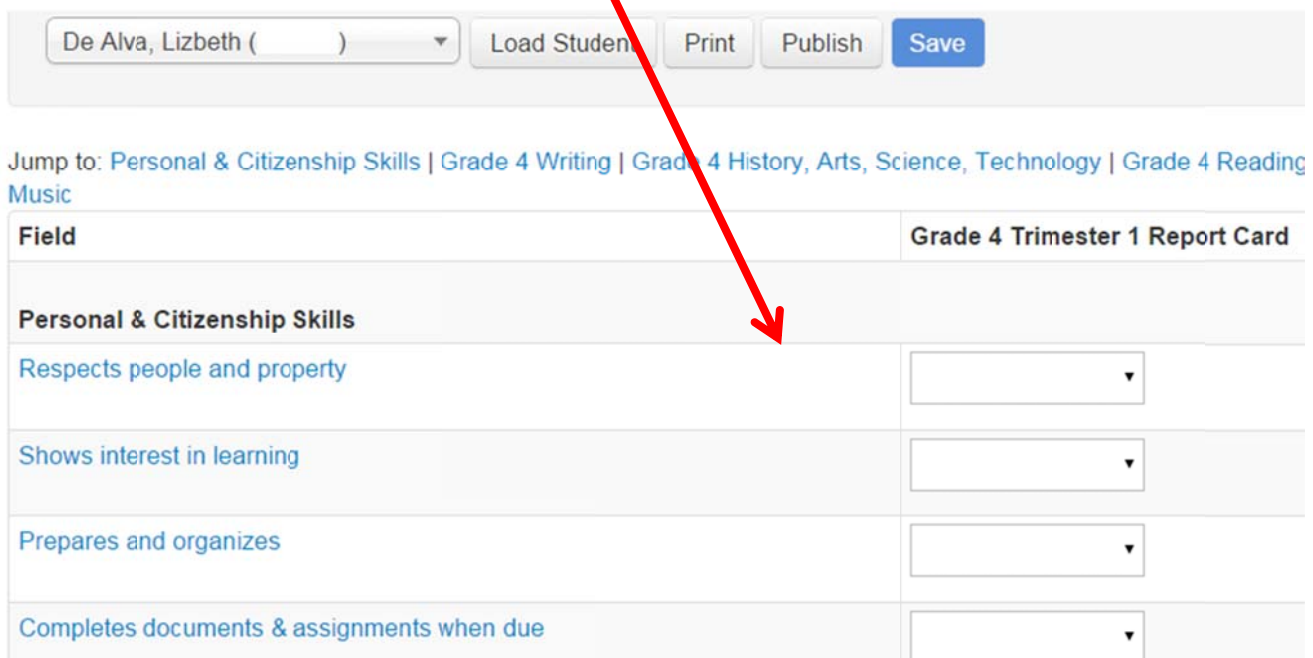 De Alva, Lizbeth ( ) Load Student Print Publish Save
Jump to: Personal & Citizenship Skills | Grade 4 Writing | Grade 4 History, Arts, Science, Technology | Grade 4 Reading
Music
Field Grade 4 Trimester 1 Report Card
Personal & Citizenship Skills
Respects people and property
Shows interest in learning
Prepares and organizes
Completes documents & assignments when due